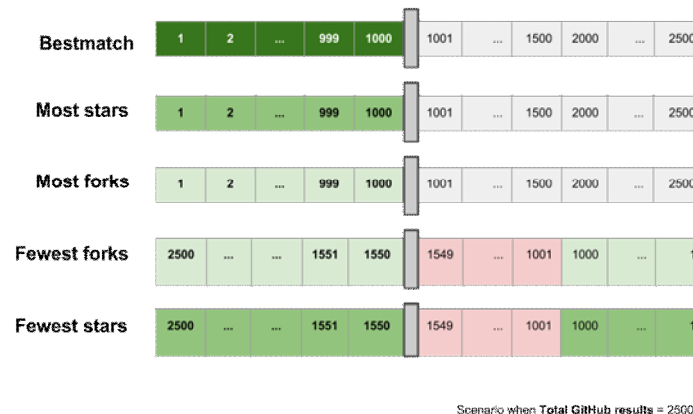 Bestmatch 1 2 ... 999 1000 1001 ... 1500 2000 ... 2500
Most stars 1 2 ... 999 1000 1001 ... 1500 2000 ... 2500
Most forks 1 2 ... 999 1000 1001 ... 1500 2000 ... 2500
Fewest forks 2500 ... ... 1551 1550 1549 ... 1001 1000 ... 1
Fewest stars 2500 ... ... 1551 1550 1549 ... 1001 1000 ... 1
Scenario when Total GitHub results = 2500